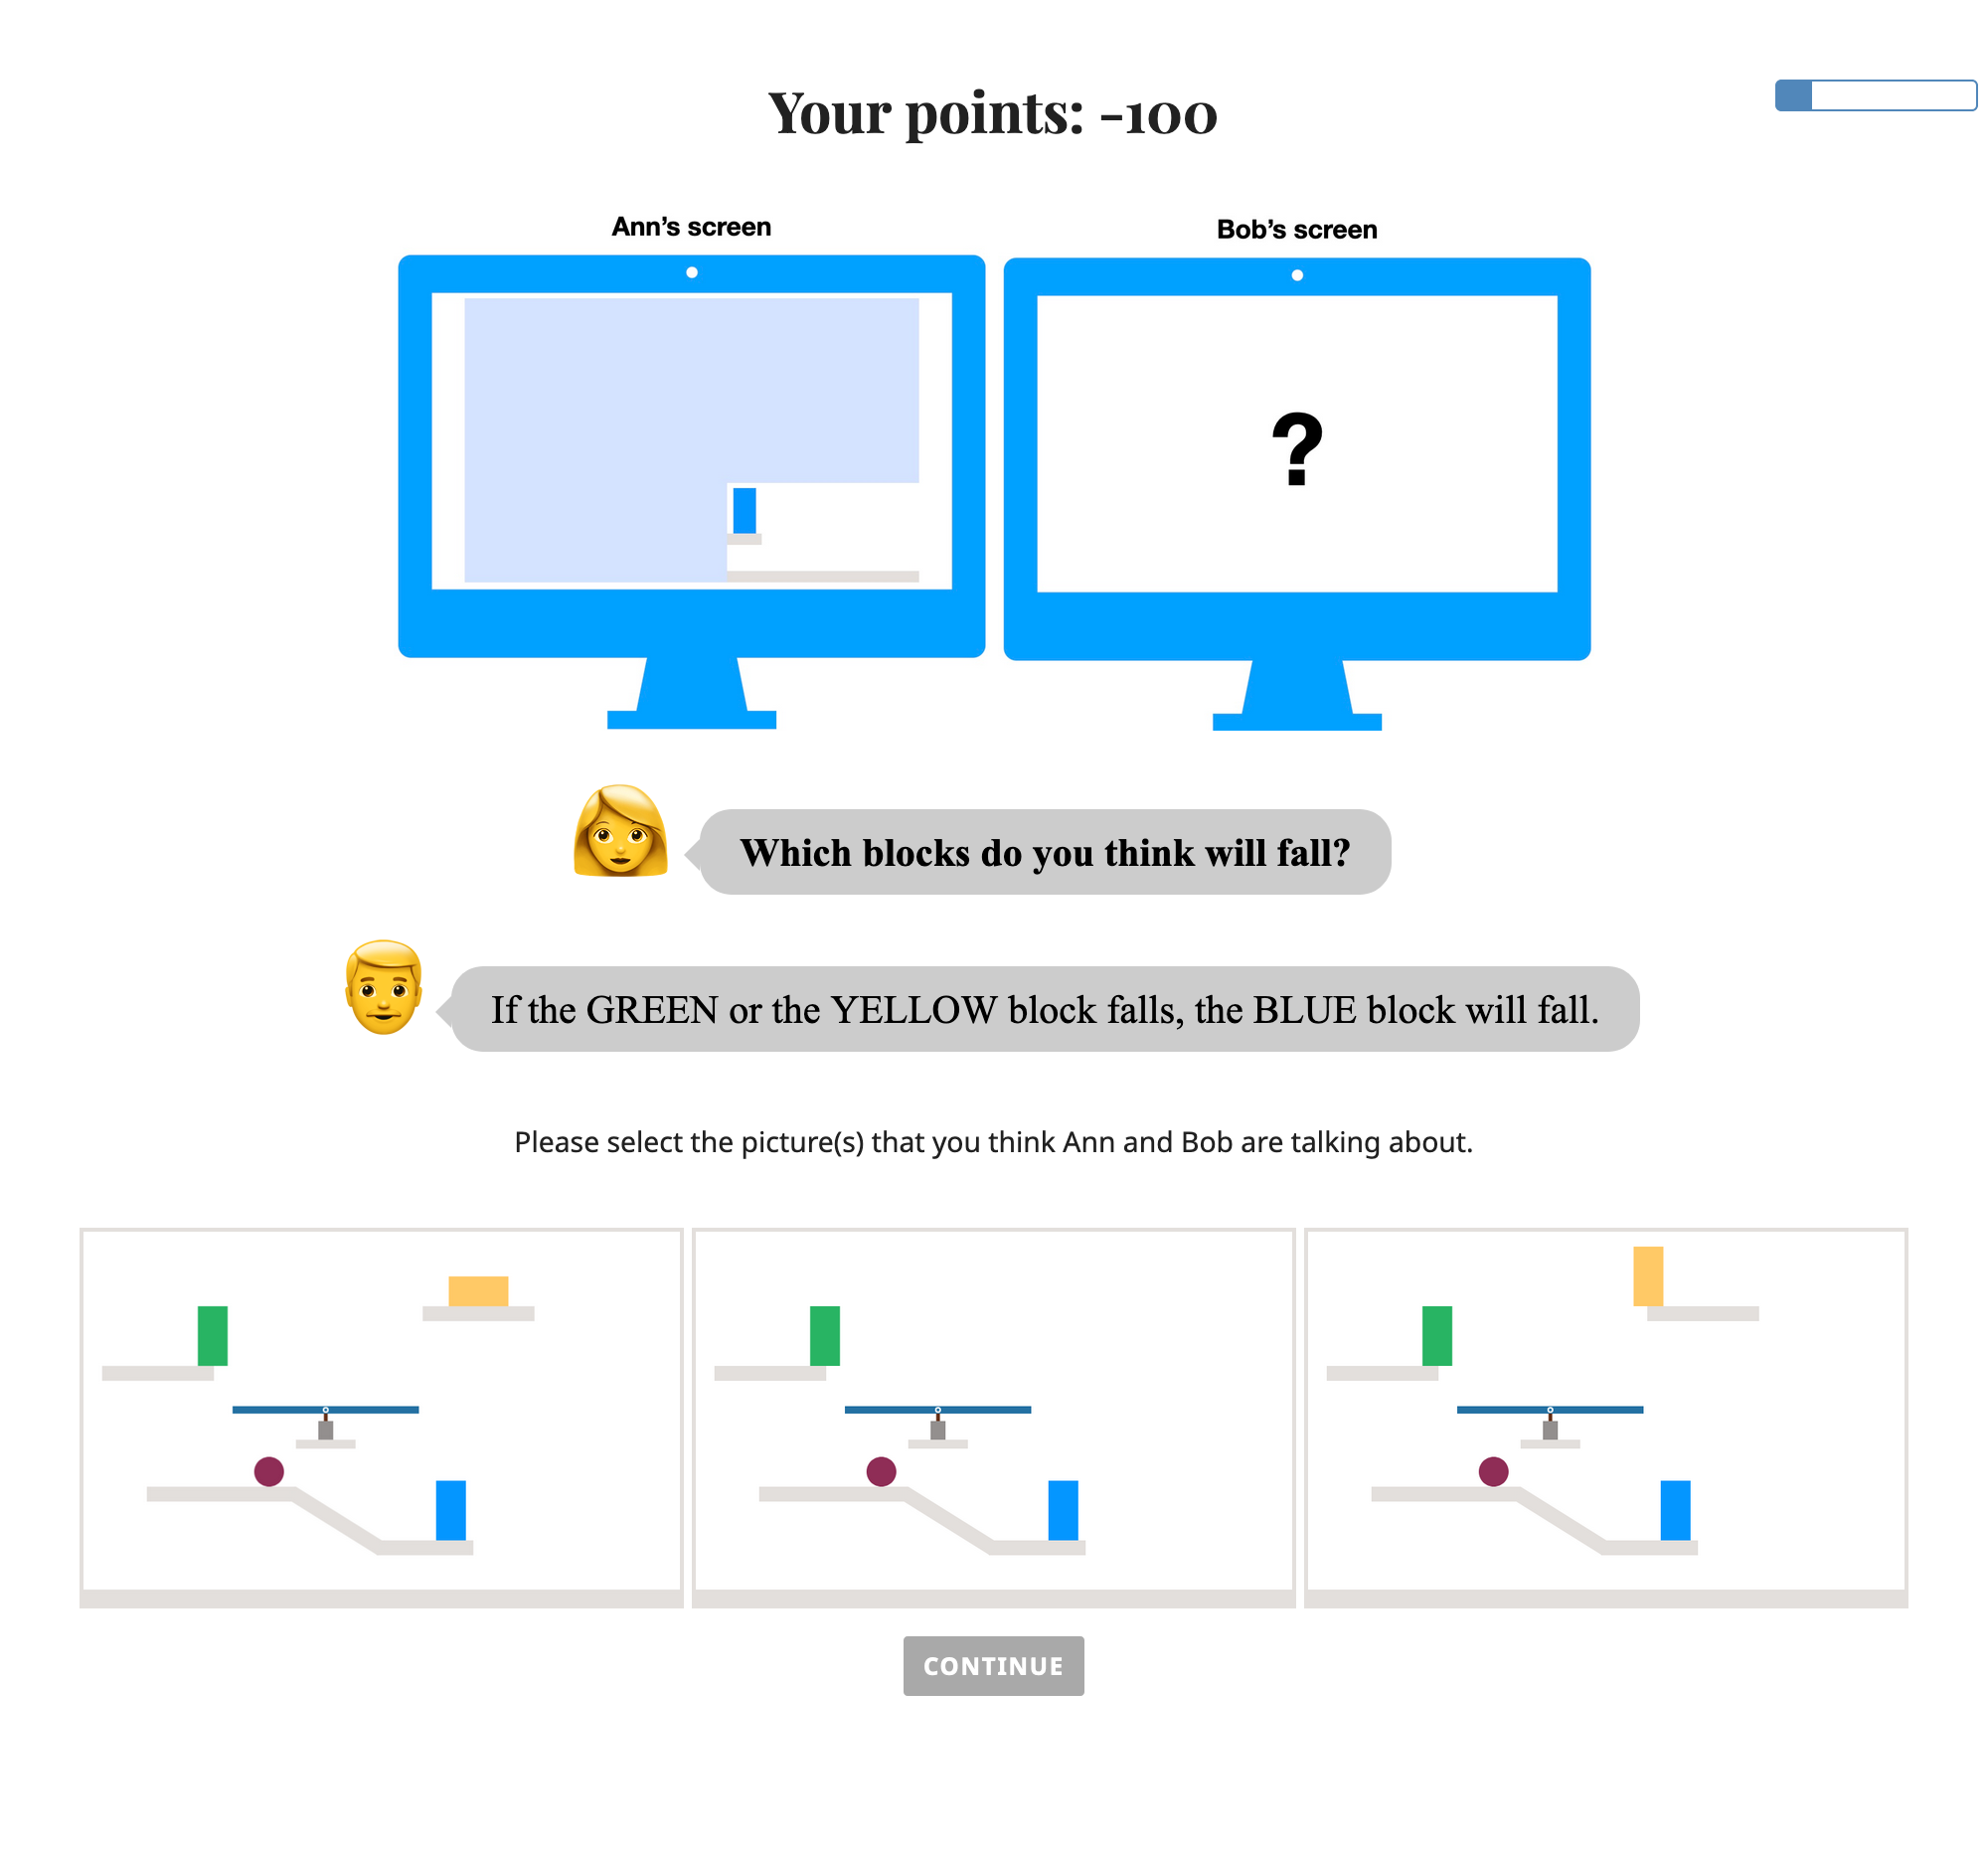 Your points: -100
Ann's screen
Bob's screen
?
Which blocks do you think will fall?
If the GREEN or the YELLOW block falls, the BLUE block will fall.
Please select the picture(s) that you think Ann and Bob are talking about.
CONTINUE